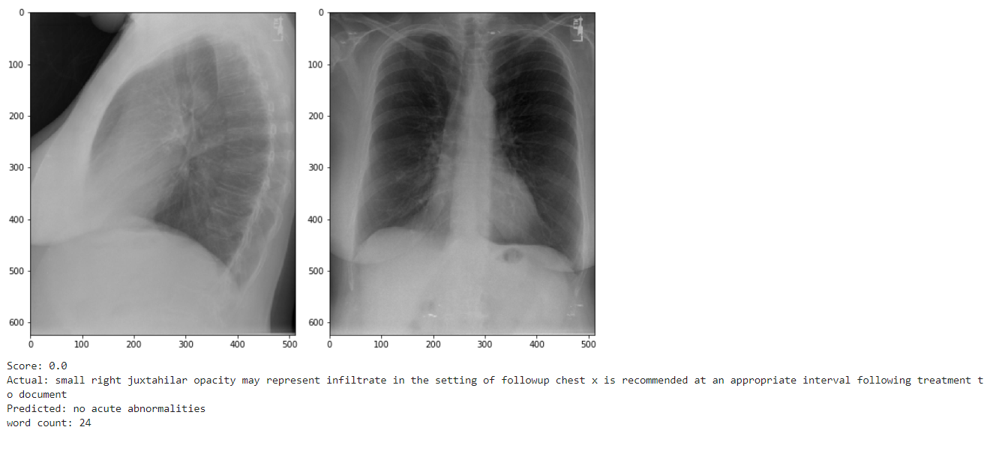 0
100
200
300
400
500
600
0 100 200 300 400 500
0
100
200
300
400
500
600
0 100 200 300 400 500
Score: 0.0
Actual: small right juxtahilar opacity may represent infiltrate in the setting of followup chest x is recommended at an appropriate interval following treatment t
o document
Predicted: no acute abnormalities
word count: 24